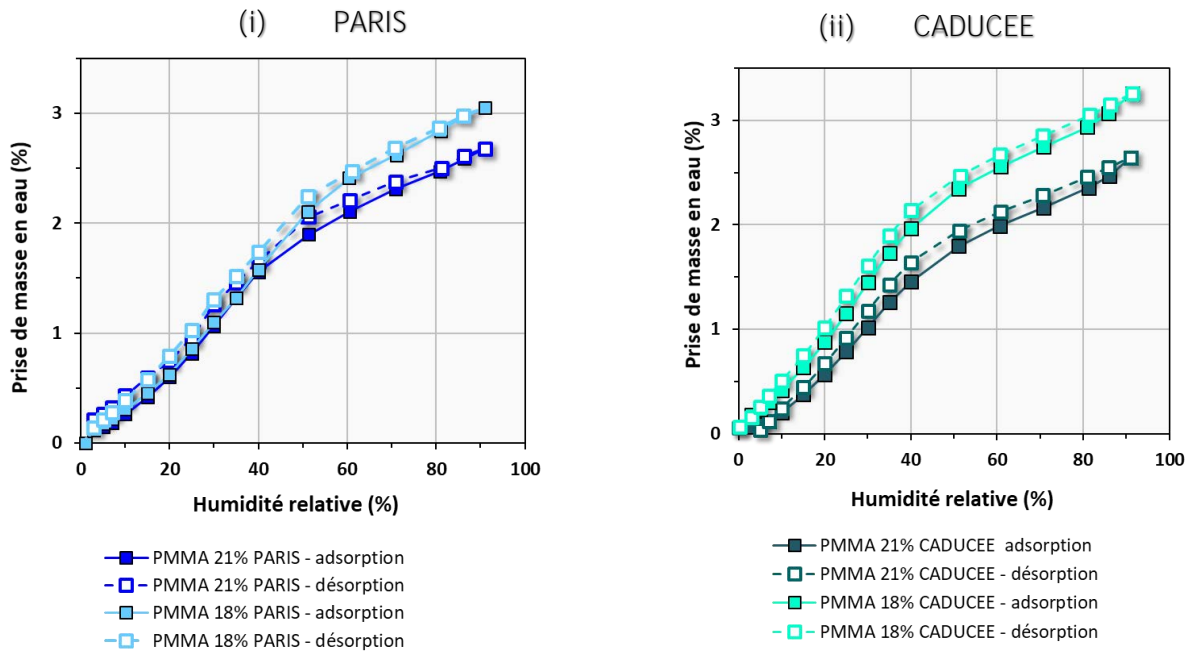 (i) PARIS
3
2
1
0
0 20 40 60 80 100
Prise de masse en eau (%)
Humidité relative (%)
PMMA 21% PARIS - adsorption
PMMA 21% PARIS - désorption
PMMA 18% PARIS - adsorption
PMMA 18% PARIS - désorption
(ii) CADUCEE
3
2
1
0
0 20 40 60 80 100
Prise de masse en eau (%)
Humidité relative (%)
PMMA 21% CADUCEE adsorption
PMMA 21% CADUCEE - désorption
PMMA 18% CADUCEE - adsorption
PMMA 18% CADUCEE - désorption